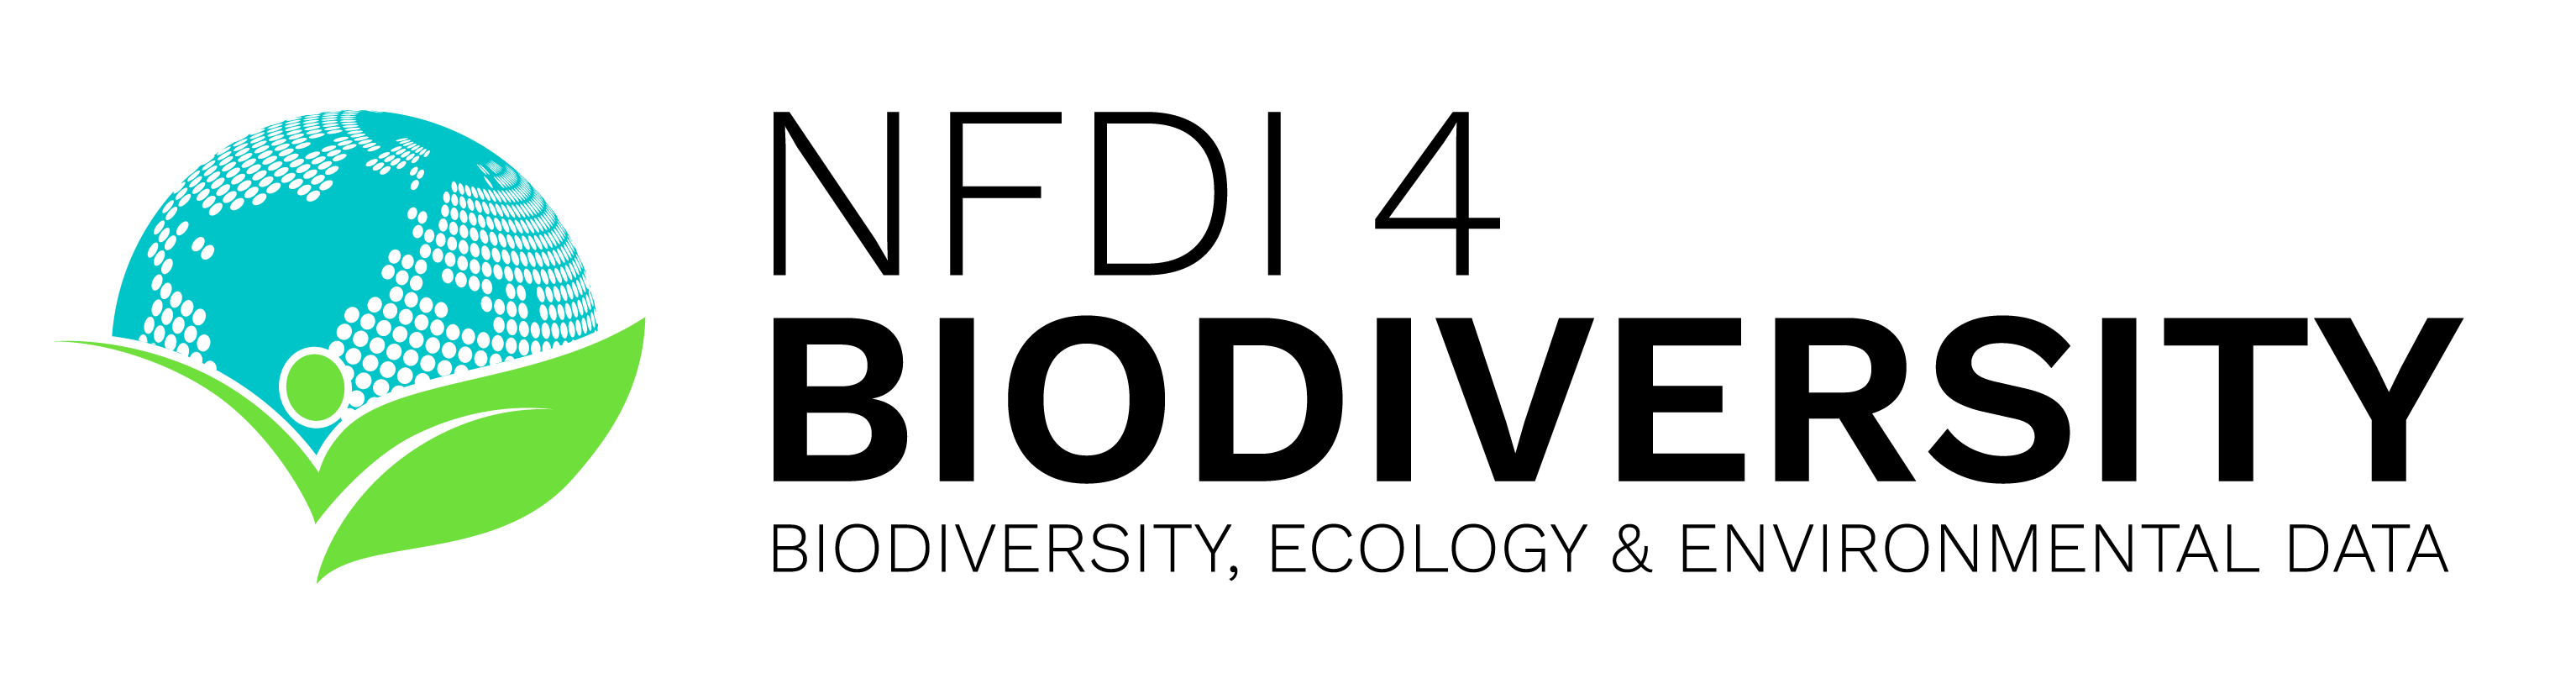 NFDI 4
BIODIVERSITY
BIODIVERSITY, ECOLOGY & ENVIRONMENTAL DATA